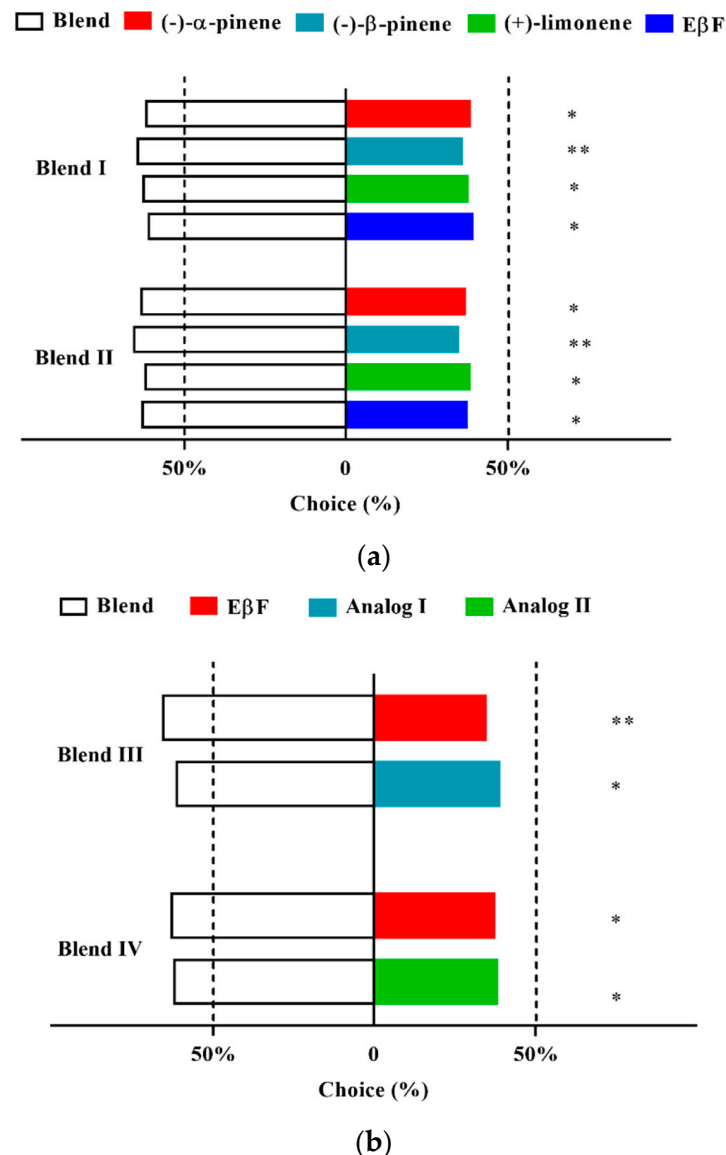 Blend (-)-α-pinene (-)-β-pinene (+)-limonene EβF
*
Blend I
**
*
*
*
Blend II
**
*
*
50% 0 50%
Choice (%)
(a)
Blend EβF Analog I Analog II
**
Blend III
*
*
Blend IV
*
50% 0 50%
Choice (%)
(b)